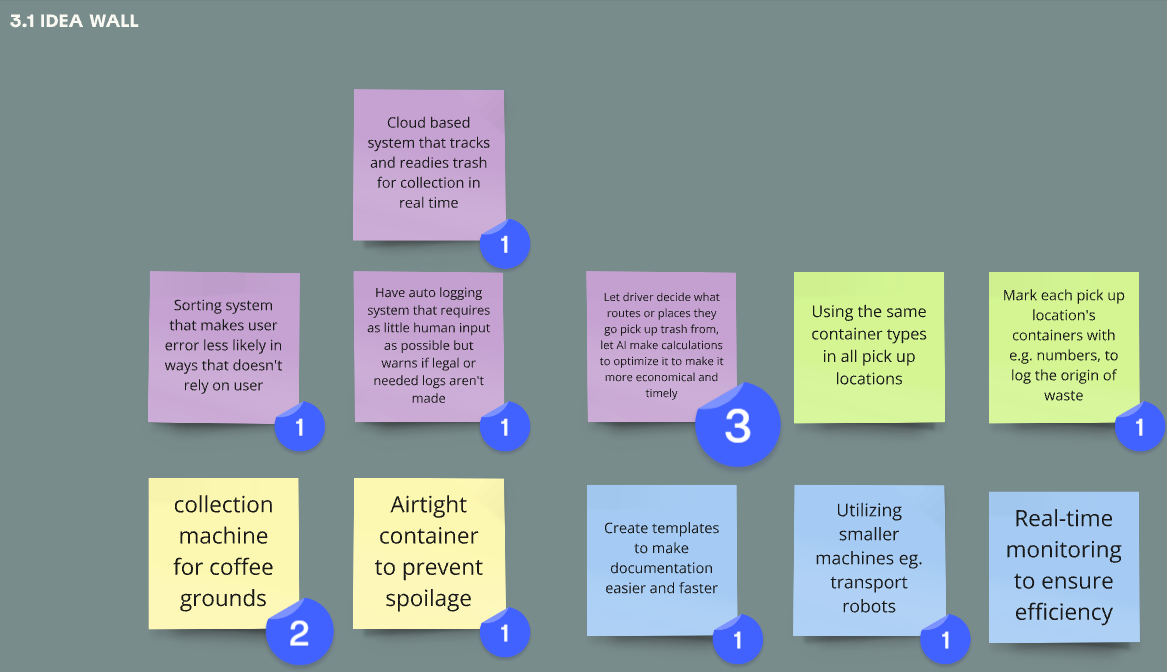 3.1 IDEA WALL
Cloud based
system that tracks
and readies trash
for collection in
real time
1
Sorting system
that makes user
error less likely in
ways that doesn't
rely on user
1
Have auto logging
system that requires
as little human input
as possible but
warns if legal or
needed logs aren't
made
1
Let driver decide what
routes or places they
go pick up trash from,
let AI make calculations
to optimize it to make it
more economical and
timely
3
Using the same
container types
in all pick up
locations
Mark each pick up
location's
containers with
e.g. numbers, to
log the origin of
waste
1
collection
machine
for coffee
grounds
2
Airtight
container
to prevent
spoilage
1
Create templates
to make
documentation
easier and faster
1
Utilizing
smaller
machines eg.
transport
robots
1
Real-time
monitoring
to ensure
efficiency